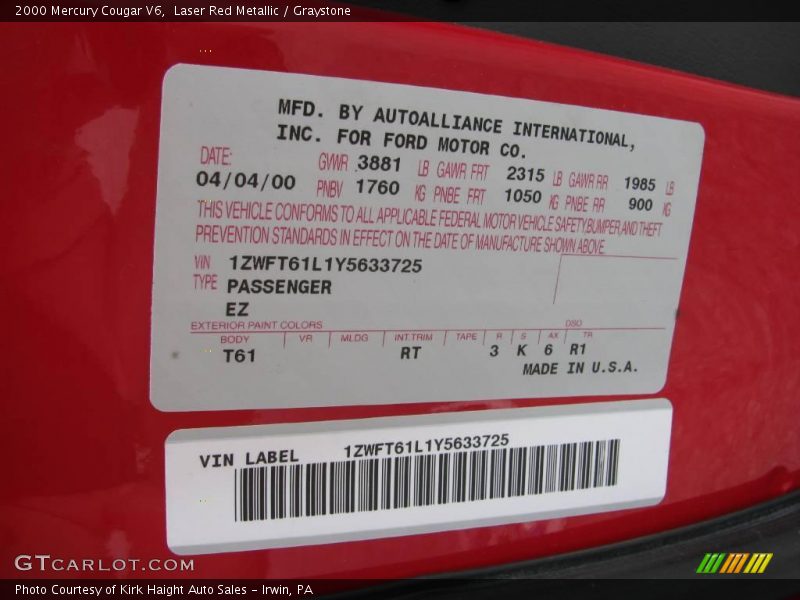 2000 Mercury Cougar V6, Laser Red Metallic / Graystone
MFD. BY AUTOALLIANCE INTERNATIONAL,
INC. FOR FORD MOTOR CO.
DATE: GVWR 3881 LB GAWR FRT 2315 LB GAWR RR 1985 LB
04/04/00 PNBV 1760 KG PNBE FRT 1050 KG PNBE RR 900 KG
THIS VEHICLE CONFORMS TO ALL APPLICABLE FEDERAL MOTOR VEHICLE SAFETY, BUMPER, AND THEFT
PREVENTION STANDARDS IN EFFECT ON THE DATE OF MANUFACTURE SHOWN ABOVE.
VIN 1ZWFT61L1Y5633725
TYPE PASSENGER
EZ
EXTERIOR PAINT COLORS DSO
BODY VR MLDG INT.TRIM TAPE R S AX TR
T61 RT 3 K 6 R1
MADE IN U.S.A.
VIN LABEL 1ZWFT61L1Y5633725
GTCARLOT.COM
Photo Courtesy of Kirk Haight Auto Sales - Irwin, PA